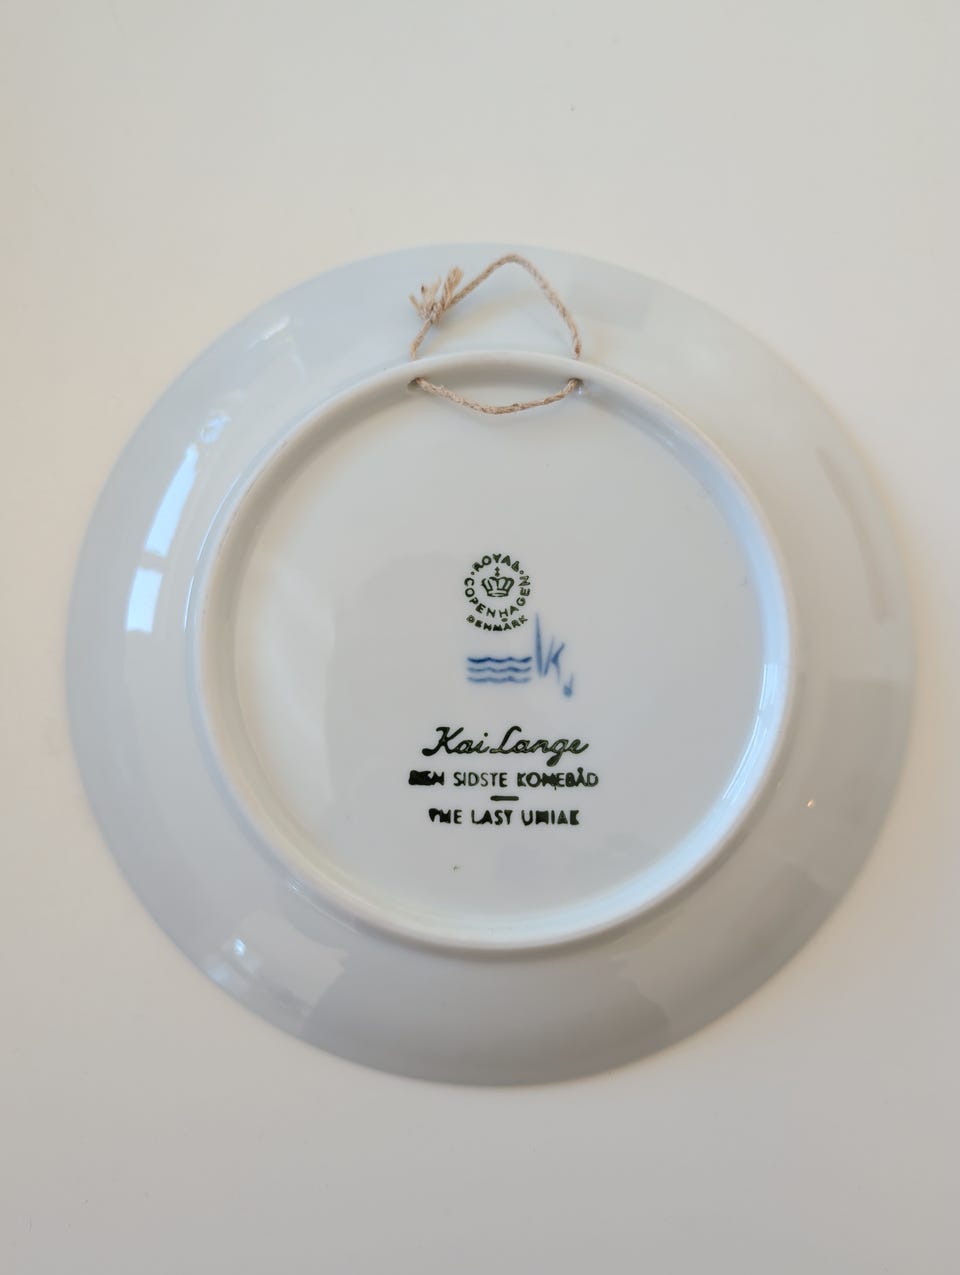 ROYAL COPENHAGEN
DENMARK
Kai Lange
DEN SIDSTE KONEBÅD
THE LAST UMIAK